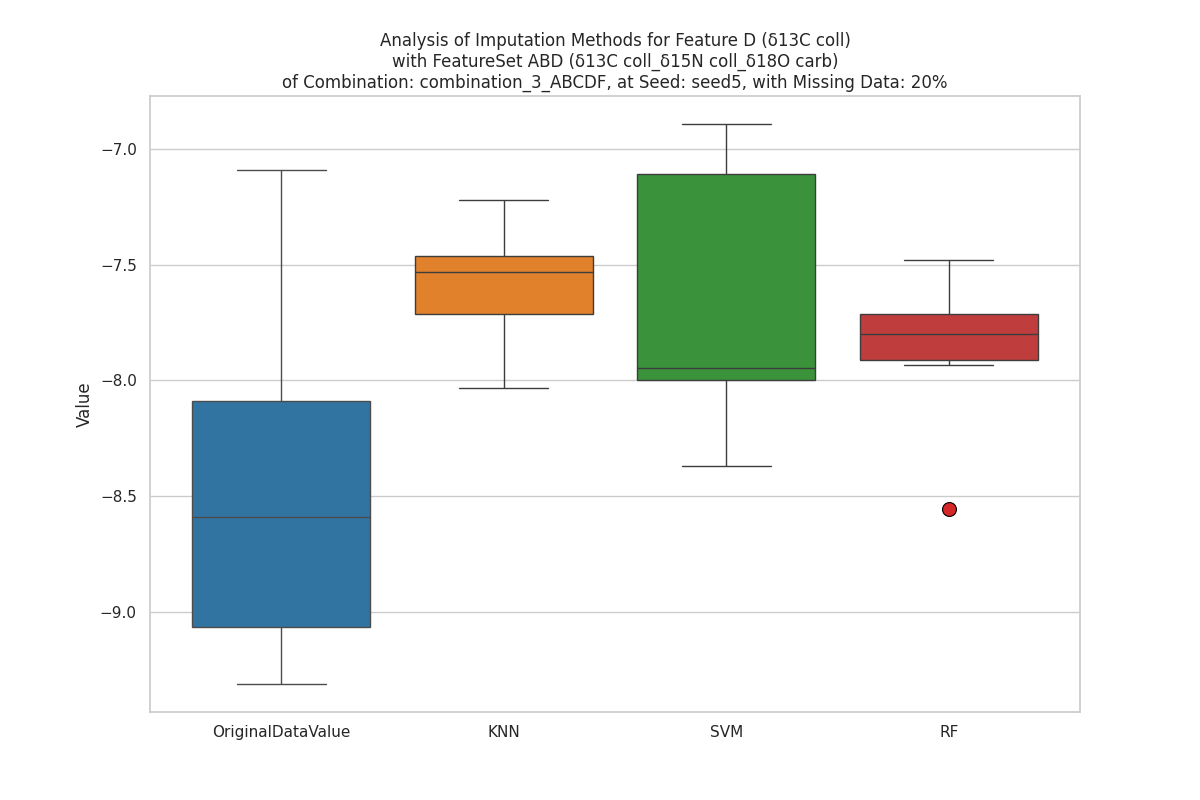 Analysis of Imputation Methods for Feature D (δ13C coll)
with FeatureSet ABD (δ13C coll_δ15N coll_δ18O carb)
of Combination: combination_3_ABCDF, at Seed: seed5, with Missing Data: 20%
−7.0
−7.5
−8.0
−8.5
−9.0
Value
OriginalDataValue
KNN
SVM
RF